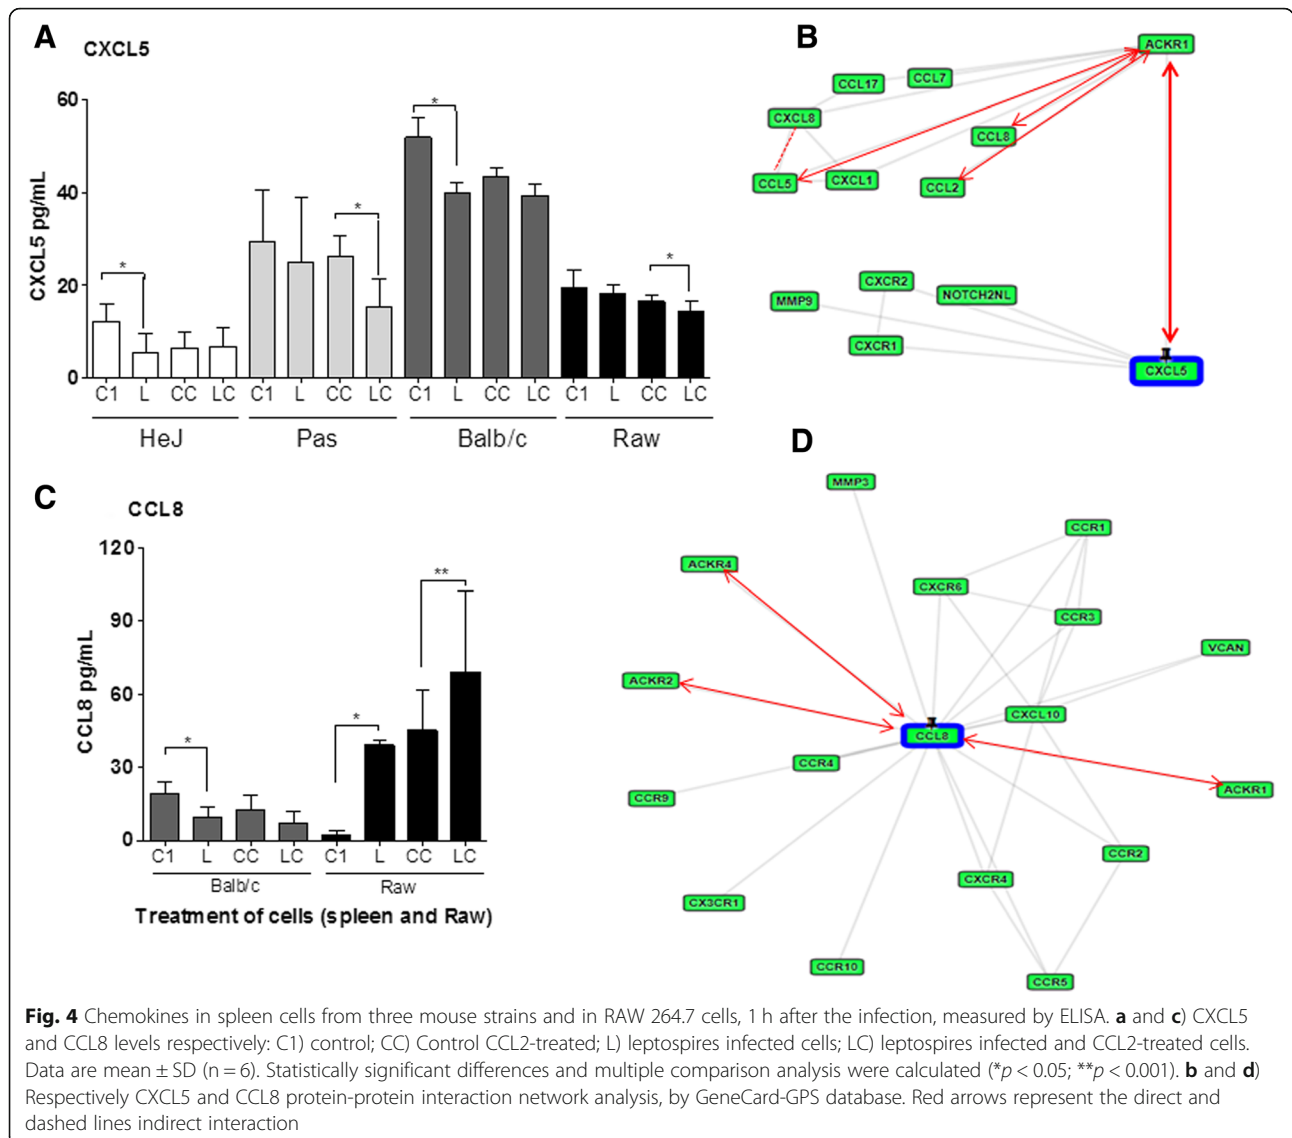 A
CXCL5
CXCL5 pg/mL
60
40
20
0
*
*
*
*
C1 L CC LC C1 L CC LC C1 L CC LC C1 L CC LC
HeJ Pas Balb/c Raw
B
ACKR1
CCL17
CCL7
CXCL8
CCL8
CCL5
CXCL1
CCL2
CXCR2
MMP9
NOTCH2NL
CXCR1
CXCL5
C
CCL8
CCL8 pg/mL
120
90
60
30
0
*
*
**
C1 L CC LC C1 L CC LC
Balb/c Raw
Treatment of cells (spleen and Raw)
D
MMP3
CCR1
ACKR4
CXCR6
CCR3
VCAN
ACKR2
CXCL10
CCL8
CCR4
CCR9
ACKR1
CCR2
CXCR4
CX3CR1
CCR10
CCR5
Fig. 4 Chemokines in spleen cells from three mouse strains and in RAW 264.7 cells, 1 h after the infection, measured by ELISA. a and c) CXCL5
and CCL8 levels respectively: C1) control; CC) Control CCL2-treated; L) leptospires infected cells; LC) leptospires infected and CCL2-treated cells.
Data are mean ± SD (n = 6). Statistically significant differences and multiple comparison analysis were calculated (*p < 0.05; **p < 0.001). b and d)
Respectively CXCL5 and CCL8 protein-protein interaction network analysis, by GeneCard-GPS database. Red arrows represent the direct and
dashed lines indirect interaction